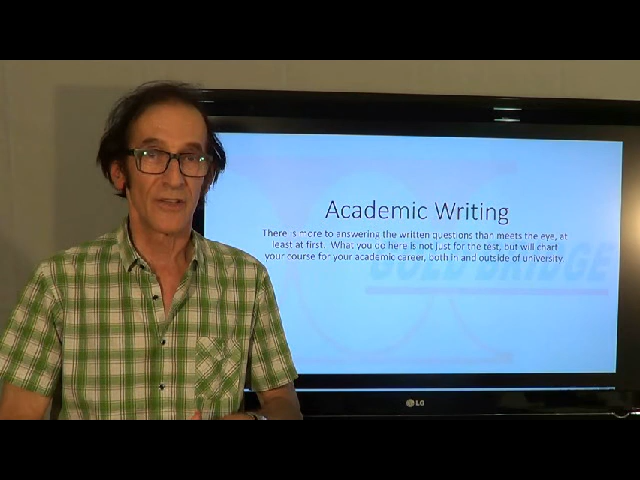 Academic Writing
There is more to answering the written questions than meets the eye, at
least at first. What you do here is not just for the test, but will chart
your course for your academic career, both in and outside of university
GOLD BRIDGE
LG